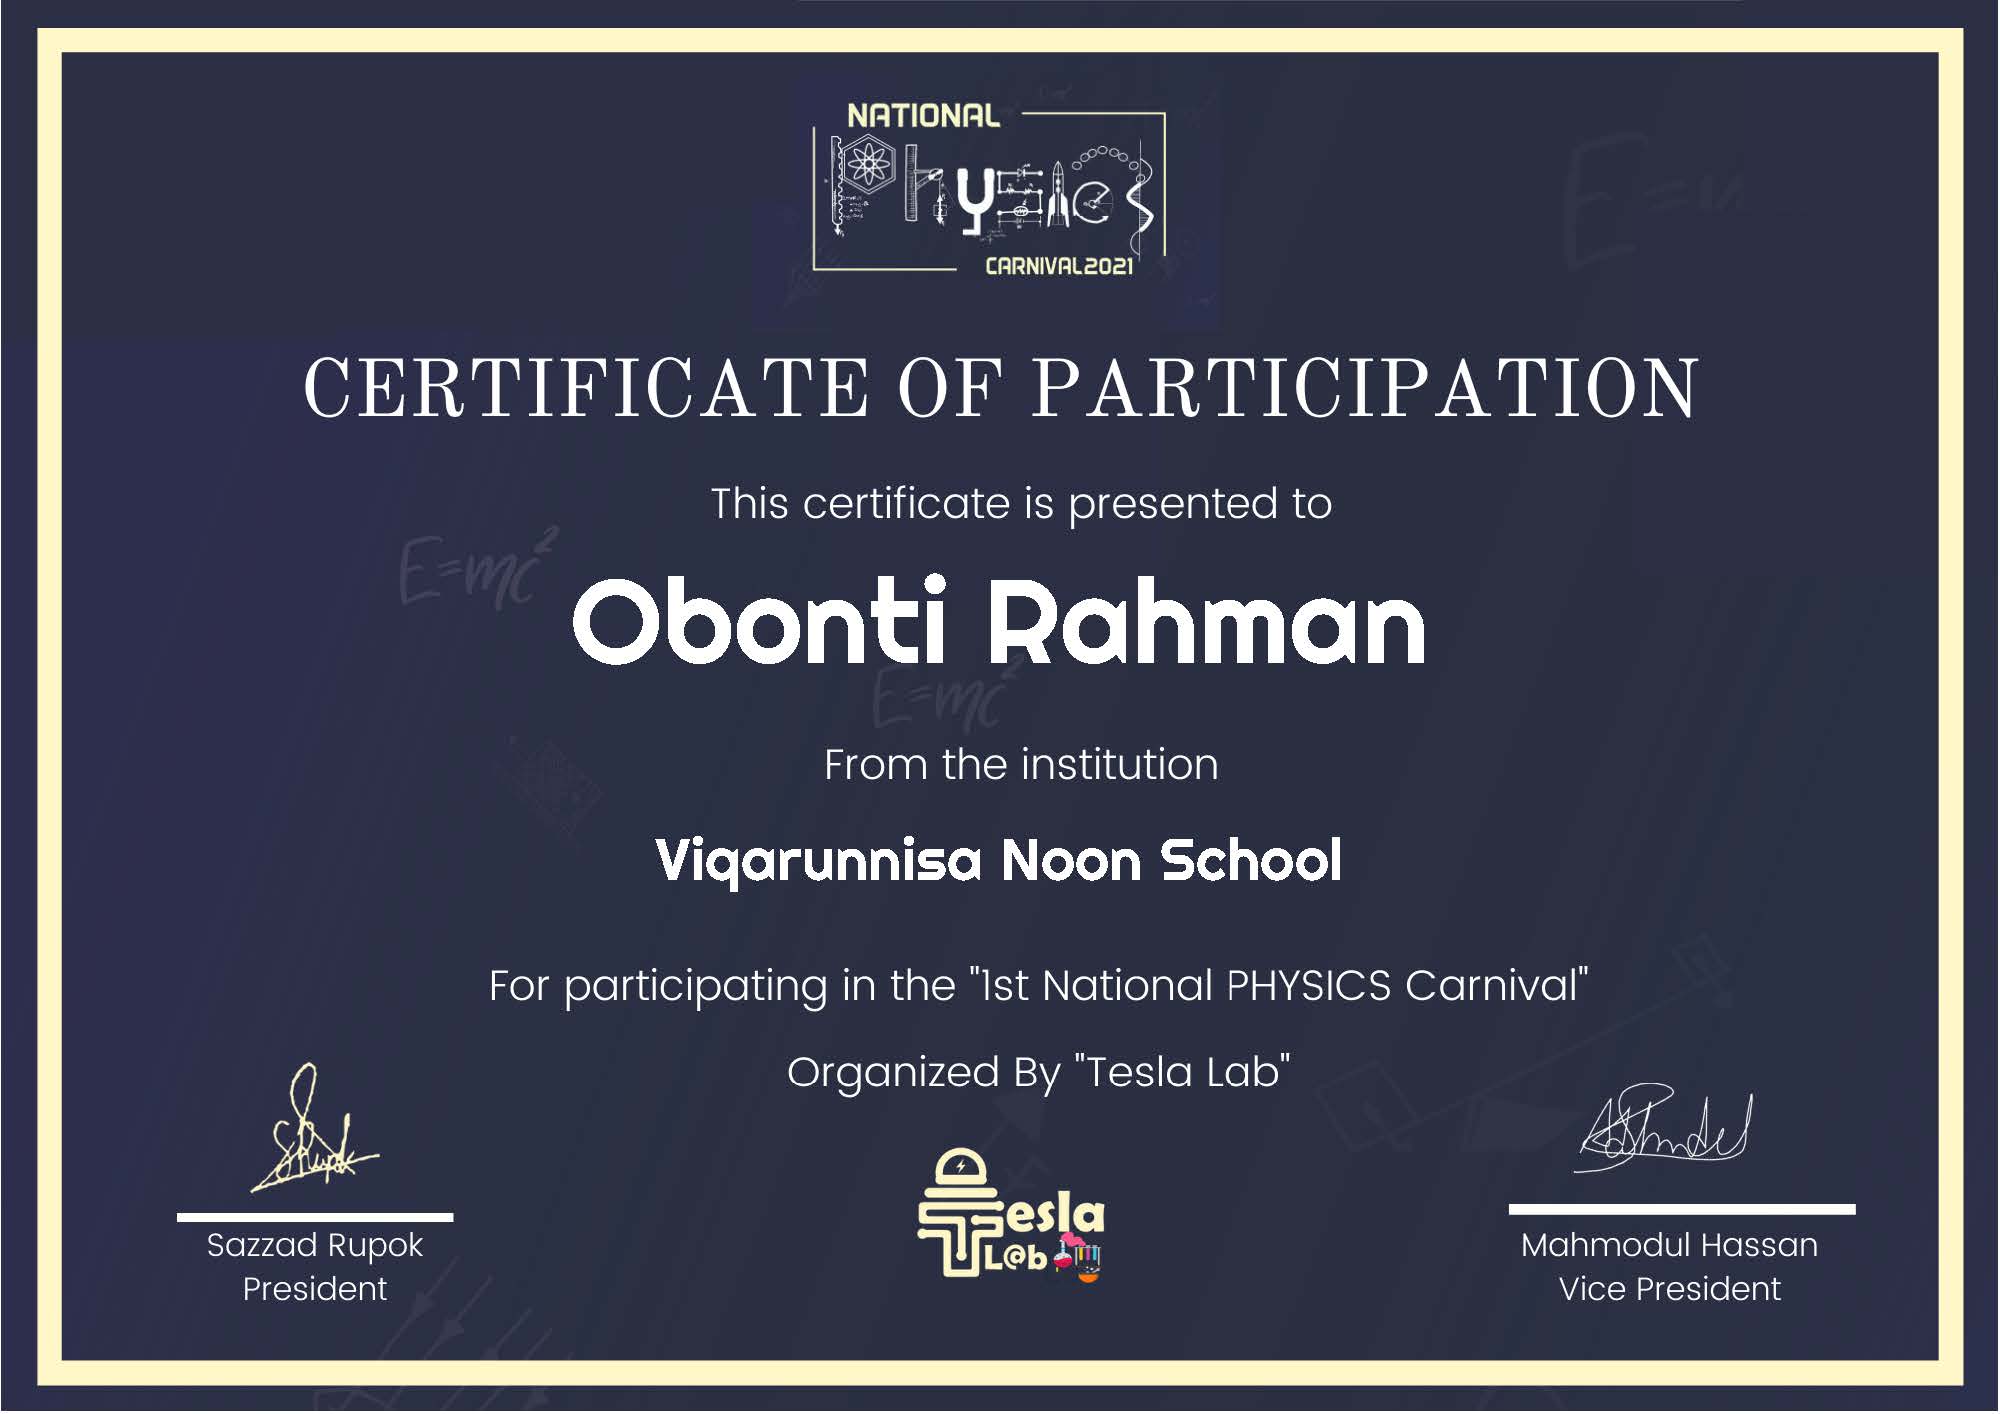 NATIONAL
Physics
CARNIVAL2021
CERTIFICATE OF PARTICIPATION
This certificate is presented to
E=mc²
Obonti Rahman
E=mc²
From the institution
Viqarunnisa Noon School
For participating in the "1st National PHYSICS Carnival"
Organized By "Tesla Lab"
Tesla
L@b
Sazzad Rupok
President
Mahmodul Hassan
Vice President